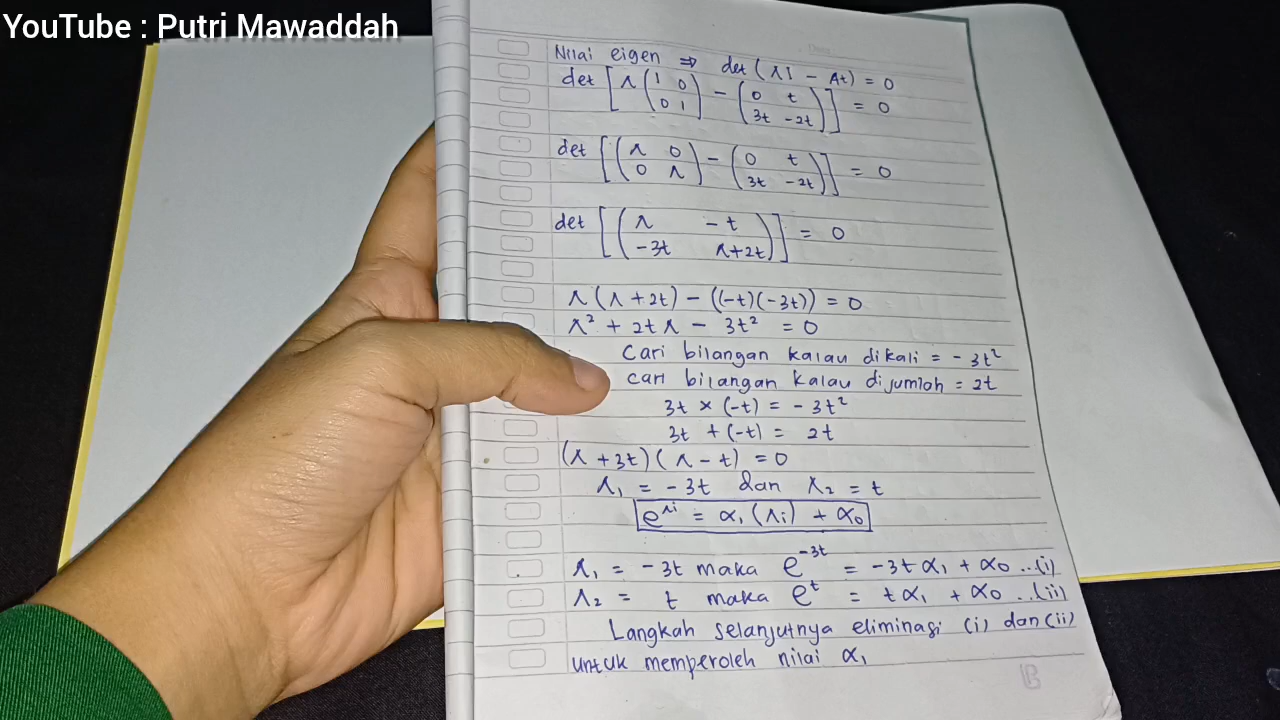 YouTube : Putri Mawaddah
Nilai eigen ⇒ det (λI - At) = 0
det [λ (1 0 / 0 1) - (0 t / 3t -2t)] = 0
det [(λ 0 / 0 λ) - (0 t / 3t -2t)] = 0
det [(λ -t / -3t λ+2t)] = 0
λ (λ + 2t) - ((-t)(-3t)) = 0
λ² + 2tλ - 3t² = 0
Cari bilangan kalau dikali = - 3t²
Cari bilangan kalau dijumlah = 2t
3t × (-t) = - 3t²
3t + (-t) = 2t
(λ + 3t) (λ - t) = 0
λ₁ = - 3t dan λ₂ = t
e^λi = α₁ (λi) + α₀
λ₁ = - 3t maka e^-3t = -3t α₁ + α₀ ...(i)
λ₂ = t maka e^t = t α₁ + α₀ ...(ii)
Langkah selanjutnya eliminasi (i) dan (ii)
untuk memperoleh nilai α₁